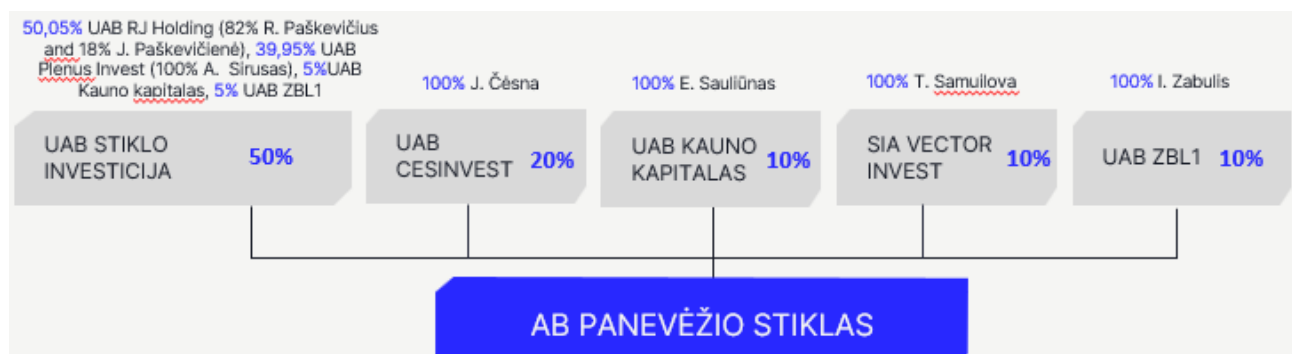 50,05% UAB RJ Holding (82% R. Paškevičius
and 18% J. Paškevičienė), 39,95% UAB
Plenus Invest (100% A. Sirusas), 5%UAB
Kauno kapitalas, 5% UAB ZBL1
100% J. Čėsna
100% E. Sauliūnas
100% T. Samuilova
100% I. Zabulis
UAB STIKLO
INVESTICIJA
50%
UAB
CESINVEST
20%
UAB KAUNO
KAPITALAS
10%
SIA VECTOR
INVEST
10%
UAB ZBL1
10%
AB PANEVĖŽIO STIKLAS